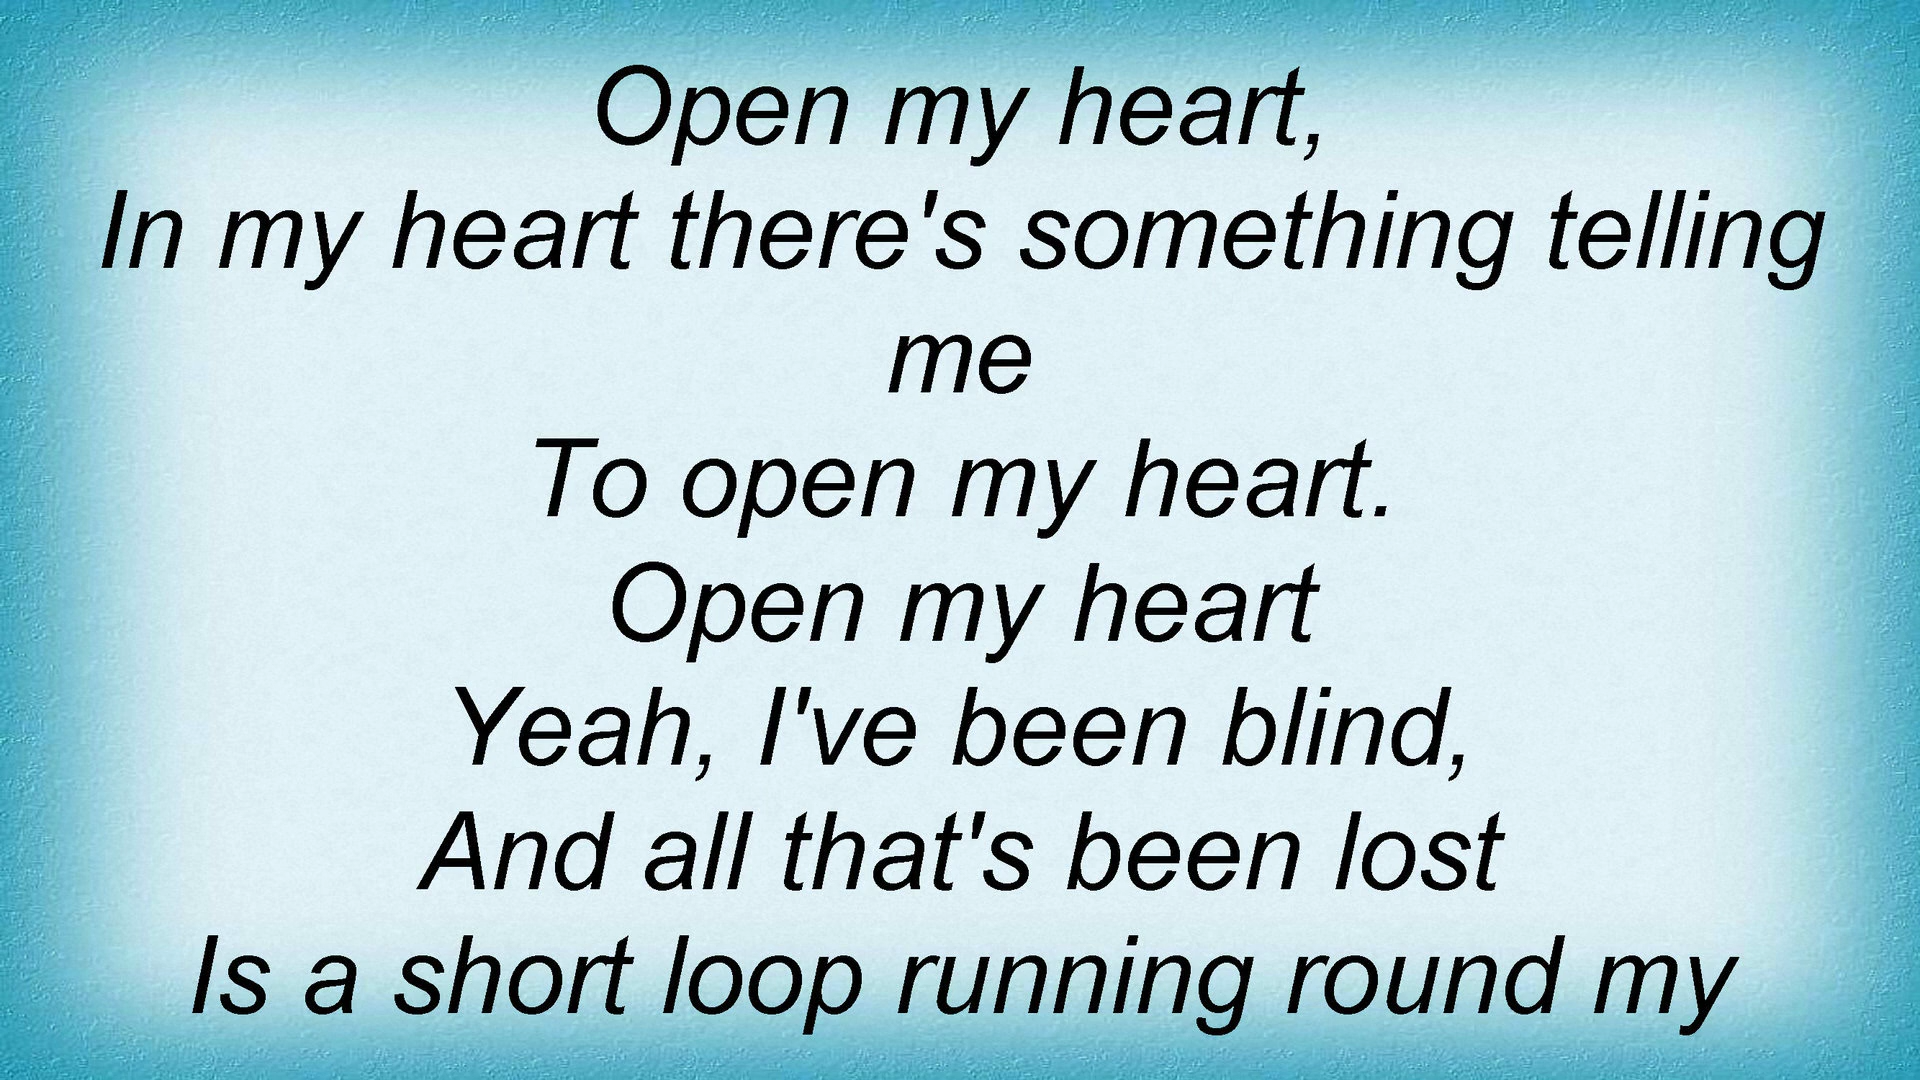 Open my heart,
In my heart there's something telling
me
To open my heart.
Open my heart
Yeah, I've been blind,
And all that's been lost
Is a short loop running round my